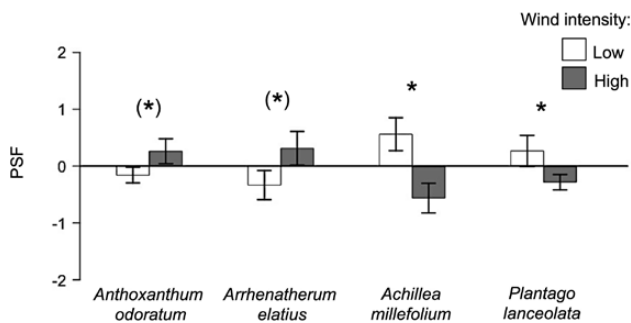 Wind intensity:
Low
High
2
1
0
-1
-2
PSF
(*)
(*)
*
*
Anthoxanthum
odoratum
Arrhenatherum
elatius
Achillea
millefolium
Plantago
lanceolata